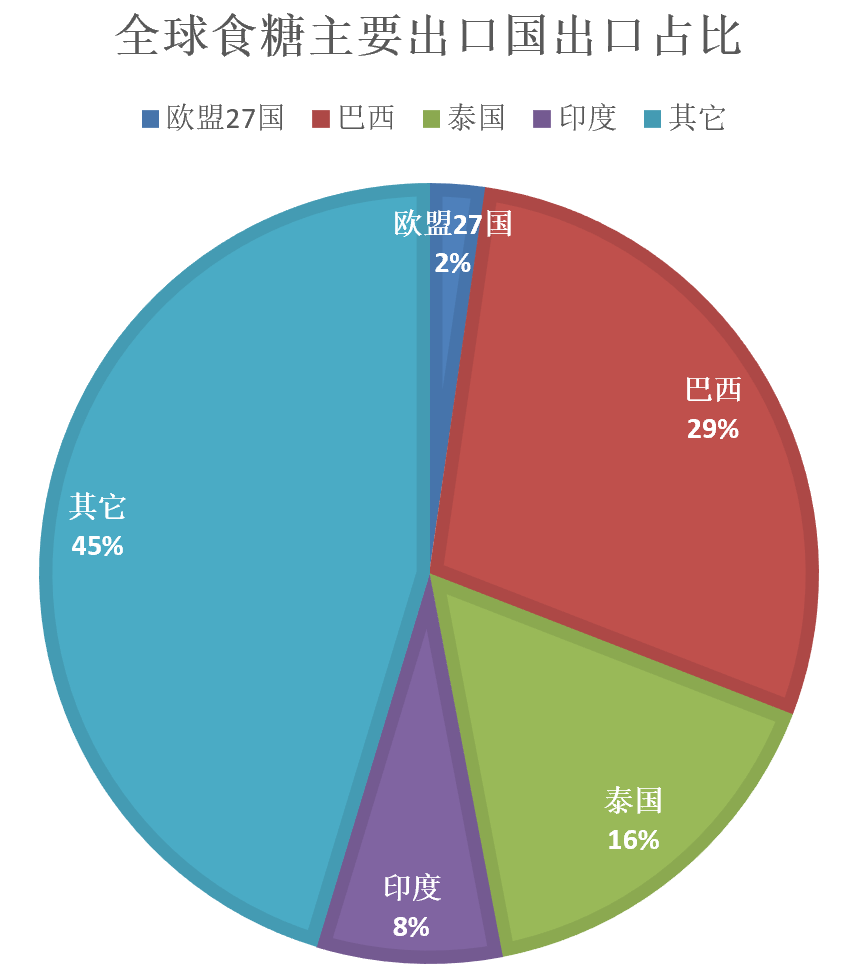 全球食糖主要出口国出口占比
欧盟27国 巴西 泰国 印度 其它
欧盟27国
2%
巴西
29%
其它
45%
泰国
16%
印度
8%